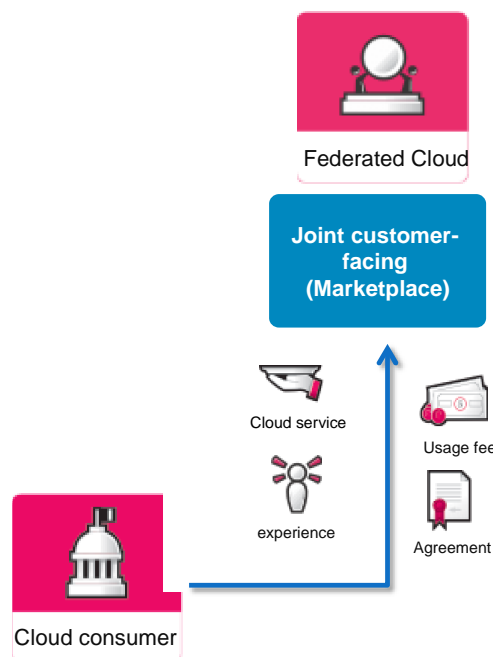 Federated Cloud
Joint customer-
facing
(Marketplace)
Cloud service
Usage fee
experience
Agreement
Cloud consumer